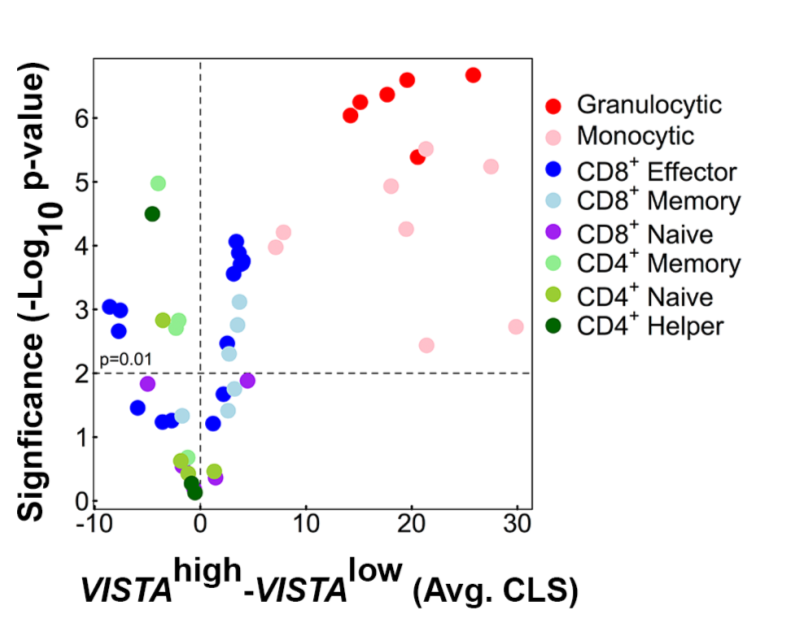 Signficance (-Log10 p-value)
6
5
4
3
2
1
0
p=0.01
-10 0 10 20 30
VISTAhigh-VISTAlow (Avg. CLS)
Granulocytic
Monocytic
CD8+ Effector
CD8+ Memory
CD8+ Naive
CD4+ Memory
CD4+ Naive
CD4+ Helper